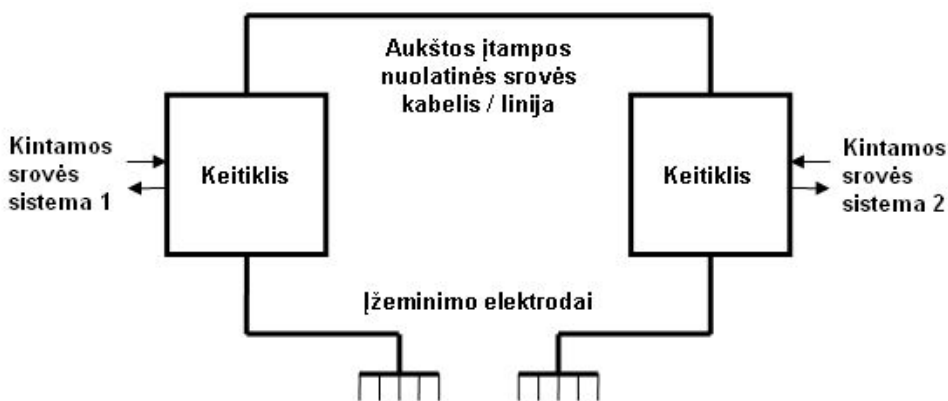 Aukštos įtampos
nuolatinės srovės
kabelis / linija
Kintamos
srovės
sistema 1
Keitiklis
Keitiklis
Kintamos
srovės
sistema 2
Įžeminimo elektrodai